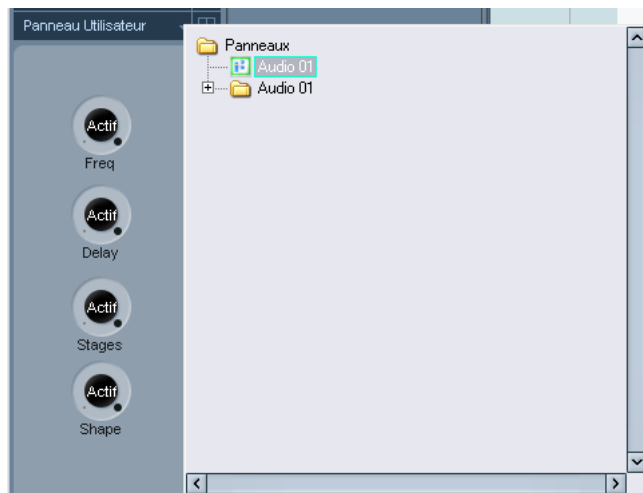 Panneau Utilisateur
Panneaux
Audio 01
Audio 01
Actif
Freq
Actif
Delay
Actif
Stages
Actif
Shape